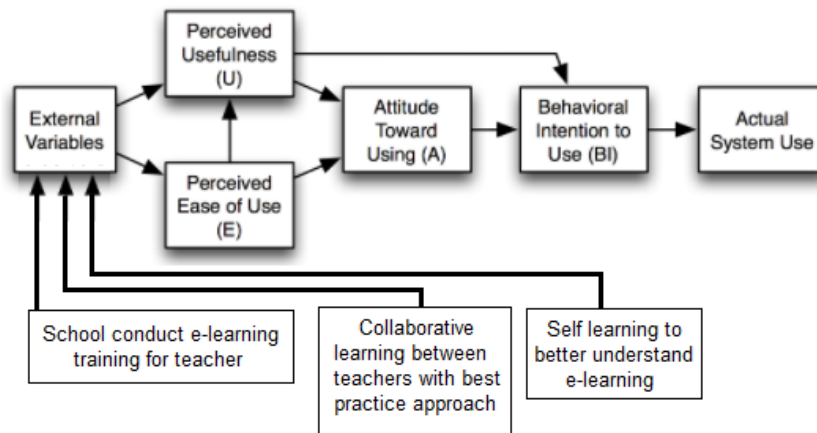 Perceived
Usefulness
(U)
External
Variables
Attitude
Toward
Using (A)
Behavioral
Intention to
Use (BI)
Actual
System Use
Perceived
Ease of Use
(E)
School conduct e-learning
training for teacher
Collaborative
learning between
teachers with best
practice approach
Self learning to
better understand
e-learning